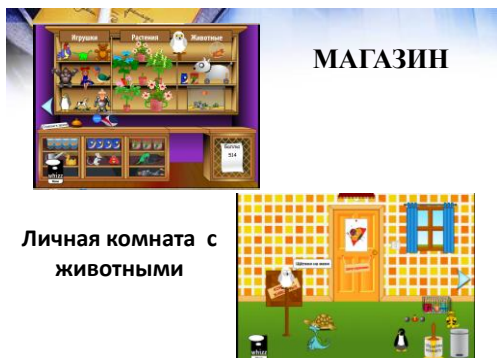 МАГАЗИН
Игрушки Растения Животные
Баллы
514
whizz
Личная комната с
животными
whizz